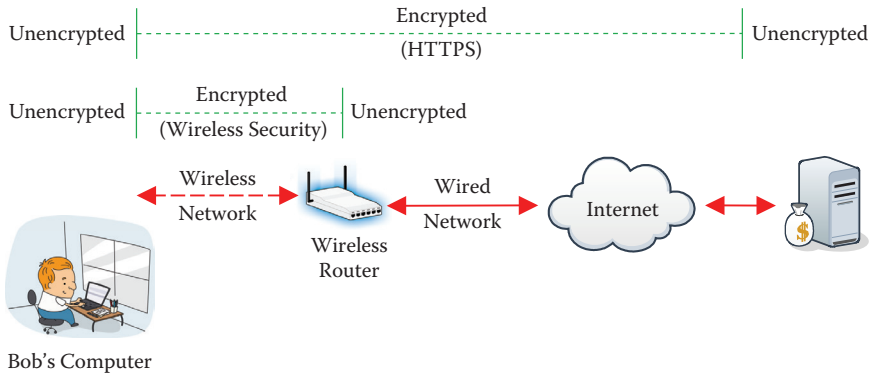 Encrypted
Unencrypted
Unencrypted
(HTTPS)
Encrypted
Unencrypted
Unencrypted
(Wireless Security)
Wireless
Wired
Network
Internet
Network
$
Wireless
Router
Bob's Computer